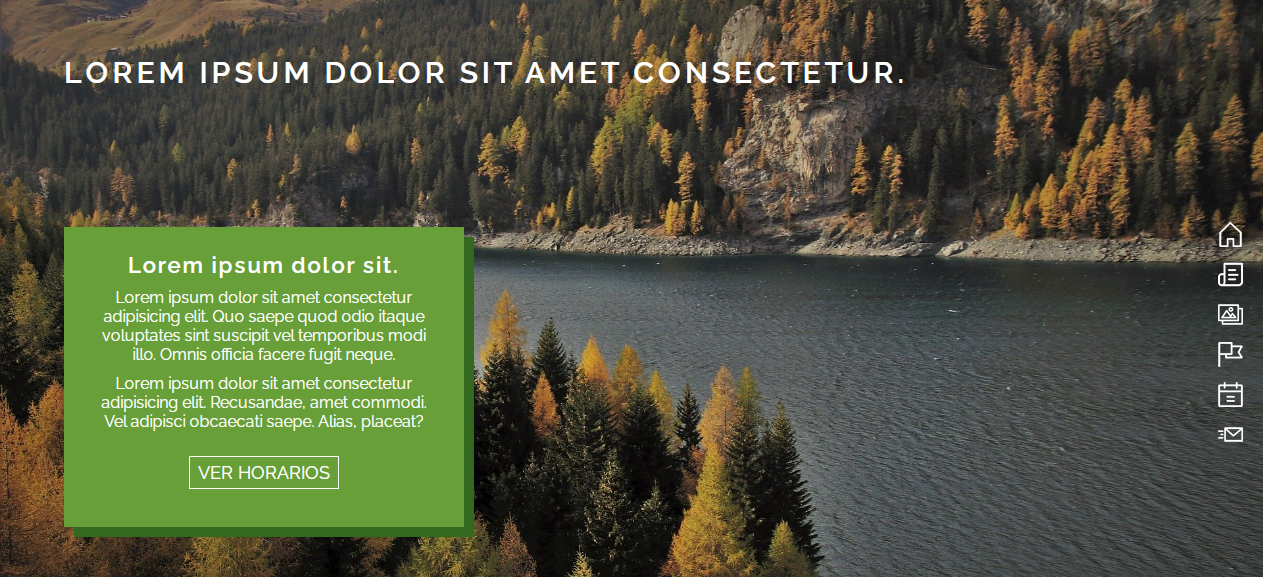 LOREM IPSUM DOLOR SIT AMET CONSECTETUR.
Lorem ipsum dolor sit.
Lorem ipsum dolor sit amet consectetur
adipisicing elit. Quo saepe quod odio itaque
voluptates sint suscipit vel temporibus modi
illo. Omnis officia facere fugit neque.
Lorem ipsum dolor sit amet consectetur
adipisicing elit. Recusandae, amet commodi.
Vel adipisci obcaecati saepe. Alias, placeat?
VER HORARIOS